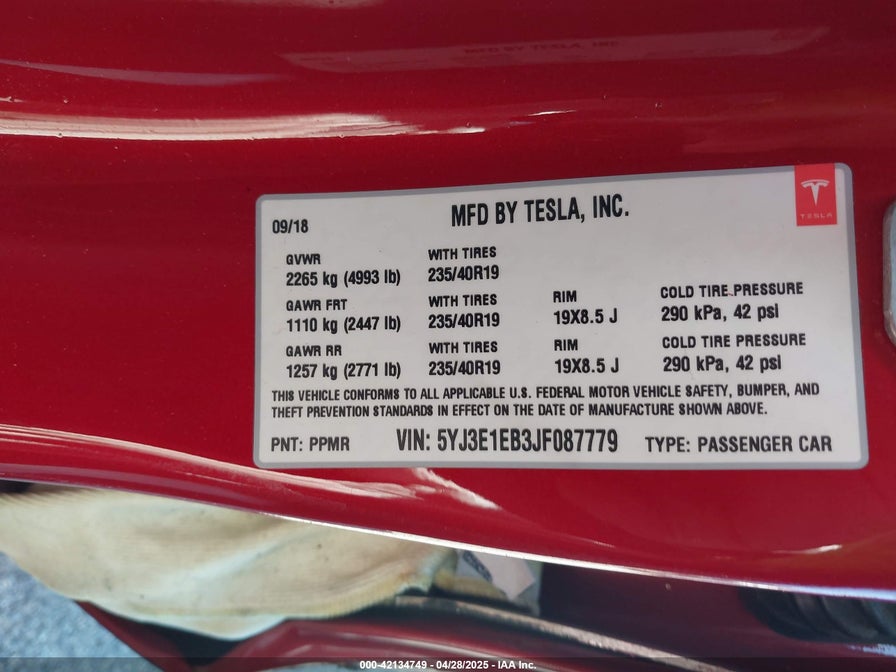 MFD BY TESLA, INC.
TESLA
09/18
GVWR
2265 kg (4993 lb)
WITH TIRES
235/40R19
GAWR FRT
1110 kg (2447 lb)
WITH TIRES
235/40R19
RIM
19X8.5 J
COLD TIRE PRESSURE
290 kPa, 42 psi
GAWR RR
1257 kg (2771 lb)
WITH TIRES
235/40R19
RIM
19X8.5 J
COLD TIRE PRESSURE
290 kPa, 42 psi
THIS VEHICLE CONFORMS TO ALL APPLICABLE U.S. FEDERAL MOTOR VEHICLE SAFETY, BUMPER, AND
THEFT PREVENTION STANDARDS IN EFFECT ON THE DATE OF MANUFACTURE SHOWN ABOVE.
PNT: PPMR
VIN: 5YJ3E1EB3JF087779
TYPE: PASSENGER CAR
000-42134749 - 04/28/2025 - IAA Inc.